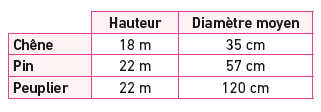 Hauteur Diamètre moyen
Chêne 18 m 35 cm
Pin 22 m 57 cm
Peuplier 22 m 120 cm